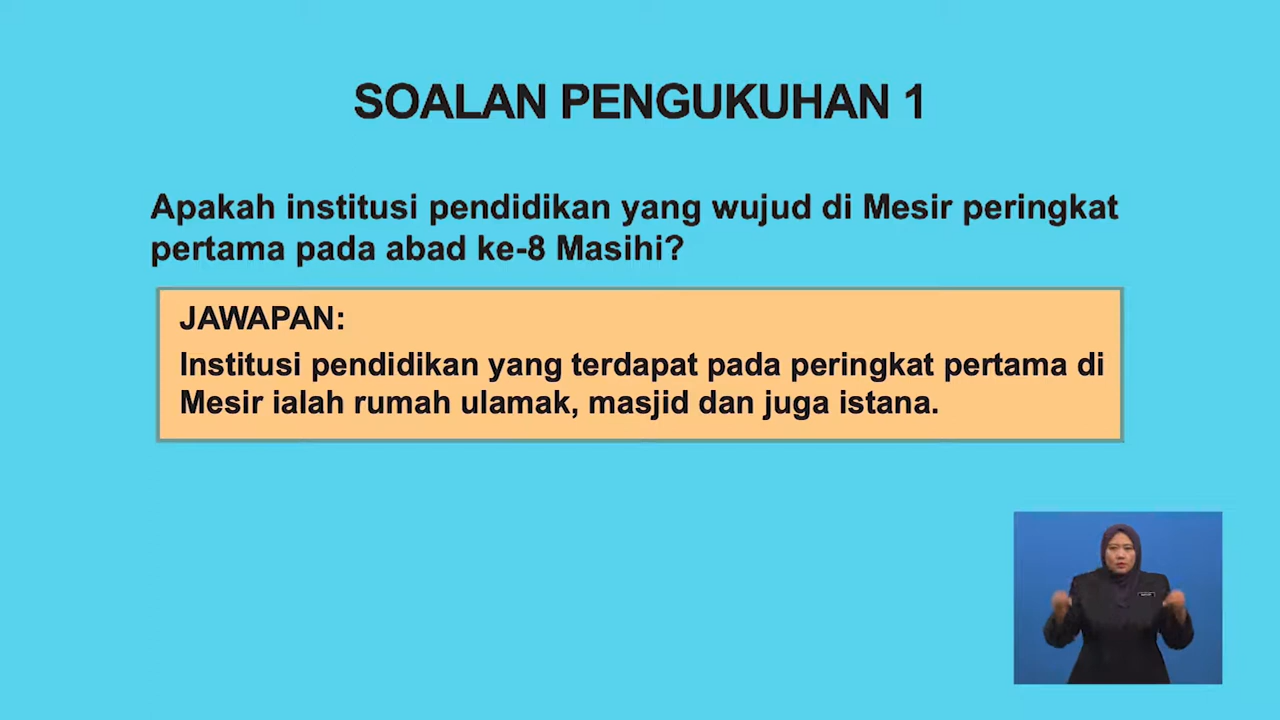 SOALAN PENGUKUHAN 1
Apakah institusi pendidikan yang wujud di Mesir peringkat
pertama pada abad ke-8 Masihi?
JAWAPAN:
Institusi pendidikan yang terdapat pada peringkat pertama di
Mesir ialah rumah ulamak, masjid dan juga istana.